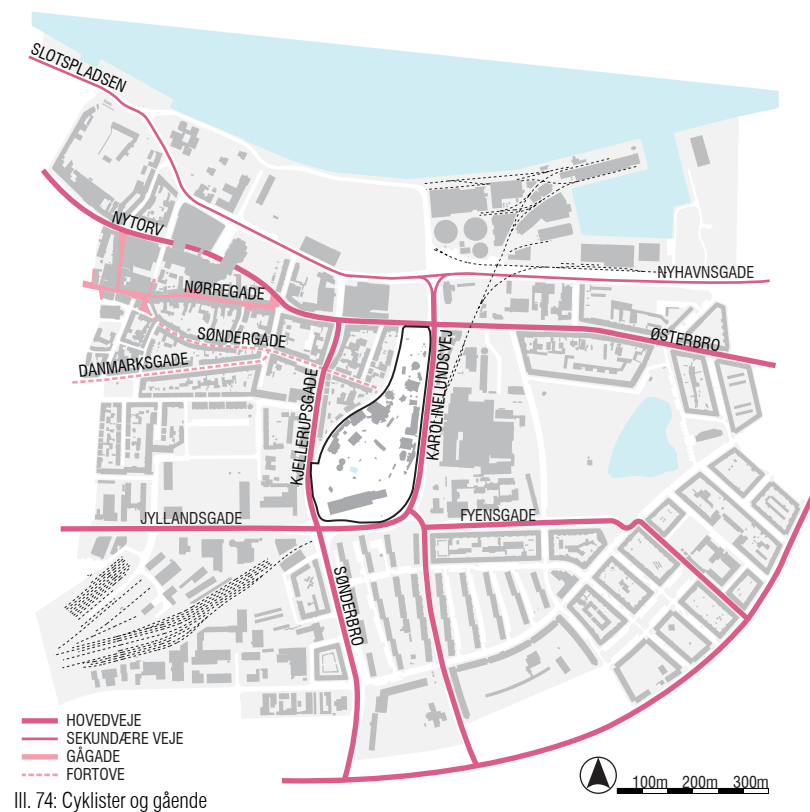 SLOTSPLADSEN
NYTORV
NYHAVNSGADE
NØRREGADE
SØNDERGADE
ØSTERBRO
DANMARKSGADE
KJELLERUPSGADE
KAROLINELUNDSVEJ
JYLLANDSGADE
FYENSGADE
SØNDERBRO
HOVEDVEJE
SEKUNDÆRE VEJE
GÅGADE
FORTOVE
100m 200m 300m
Ill. 74: Cyklister og gående